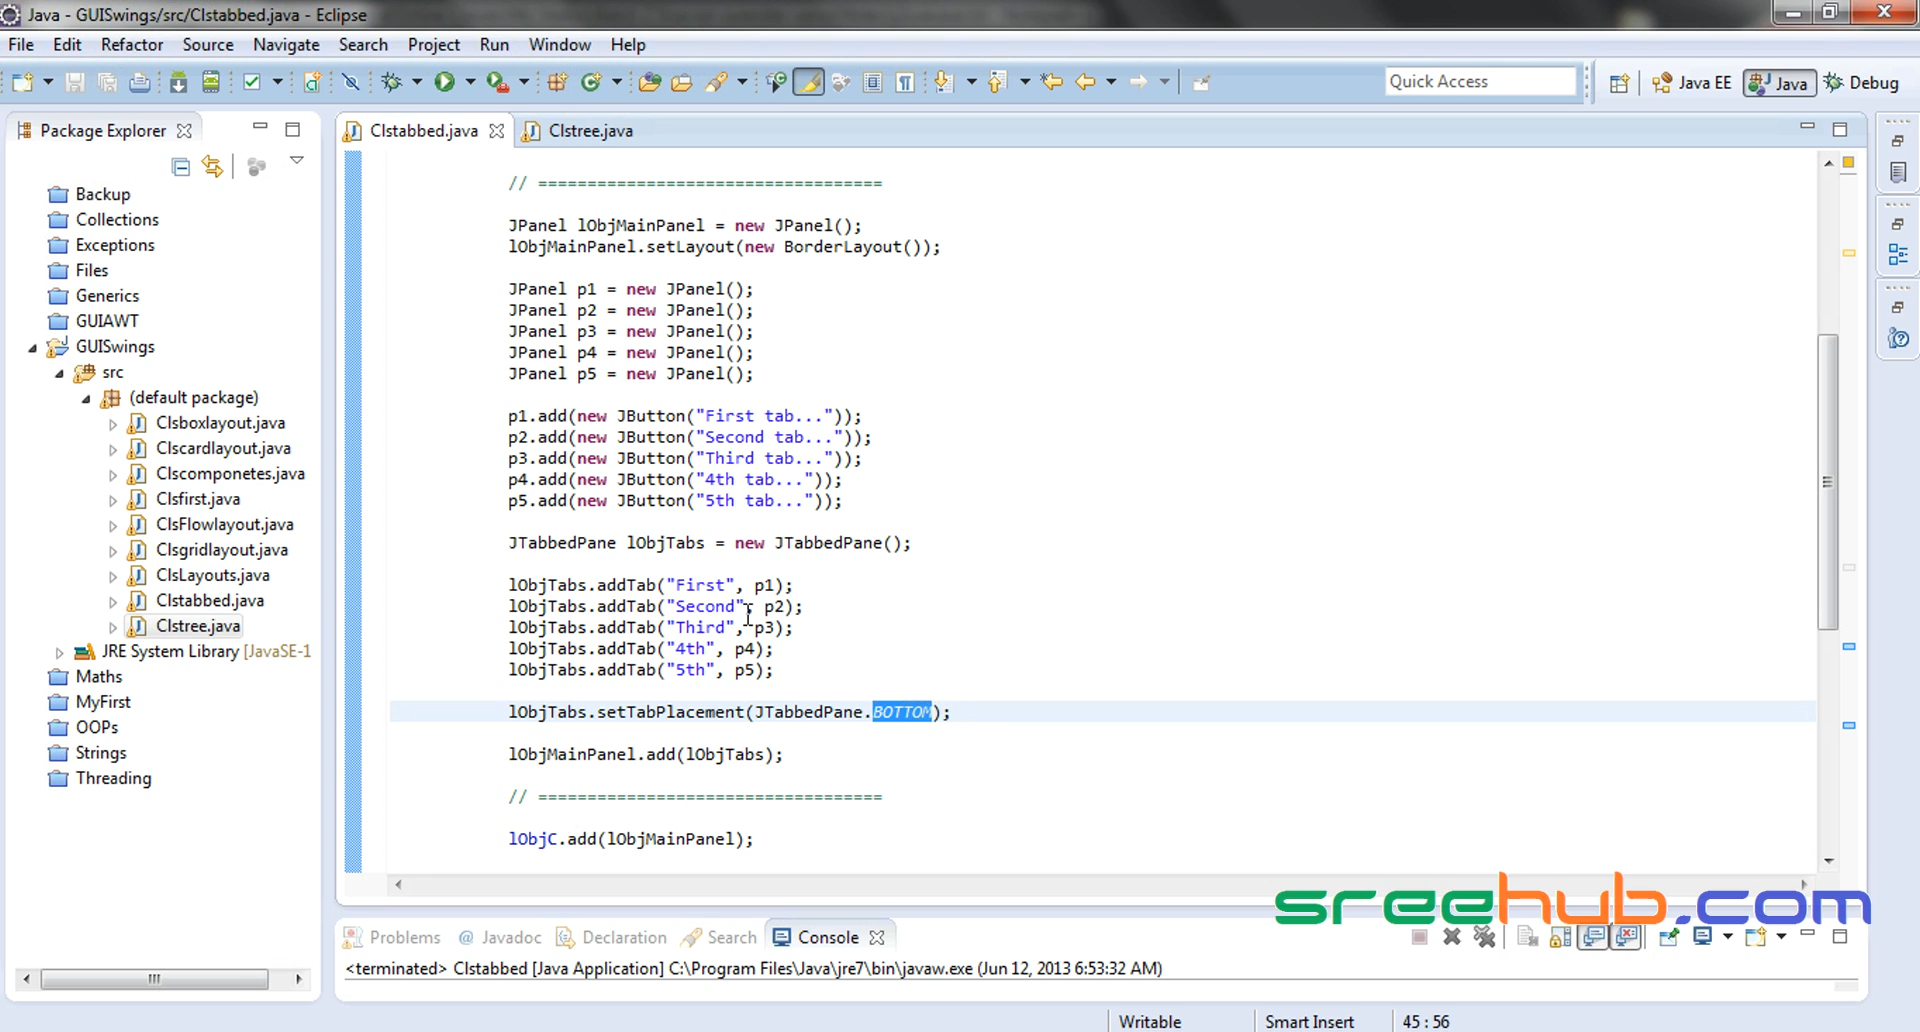 Java - GUISwings/src/Clstabbed.java - Eclipse
File Edit Refactor Source Navigate Search Project Run Window Help
Quick Access
Java EE
Java
Debug
Package Explorer
Clstabbed.java
Clstree.java
Backup
Collections
Exceptions
Files
Generics
GUIAWT
GUISwings
src
(default package)
Clsboxlayout.java
Clscardlayout.java
Clscomponetes.java
Clsfirst.java
ClsFlowlayout.java
Clsgridlayout.java
ClsLayouts.java
Clstabbed.java
Clstree.java
JRE System Library [JavaSE-1
Maths
MyFirst
OOPs
Strings
Threading
// ===================================
JPanel lObjMainPanel = new JPanel();
lObjMainPanel.setLayout(new BorderLayout());
JPanel p1 = new JPanel();
JPanel p2 = new JPanel();
JPanel p3 = new JPanel();
JPanel p4 = new JPanel();
JPanel p5 = new JPanel();
p1.add(new JButton("First tab..."));
p2.add(new JButton("Second tab..."));
p3.add(new JButton("Third tab..."));
p4.add(new JButton("4th tab..."));
p5.add(new JButton("5th tab..."));
JTabbedPane lObjTabs = new JTabbedPane();
lObjTabs.addTab("First", p1);
lObjTabs.addTab("Second", p2);
lObjTabs.addTab("Third", p3);
lObjTabs.addTab("4th", p4);
lObjTabs.addTab("5th", p5);
lObjTabs.setTabPlacement(JTabbedPane.BOTTOM);
lObjMainPanel.add(lObjTabs);
// ===================================
lObjC.add(lObjMainPanel);
sreehub.com
Problems @ Javadoc Declaration Search Console
<terminated> Clstabbed [Java Application] C:\Program Files\Java\jre7\bin\javaw.exe (Jun 12, 2013 6:53:32 AM)
Writable Smart Insert 45 : 56